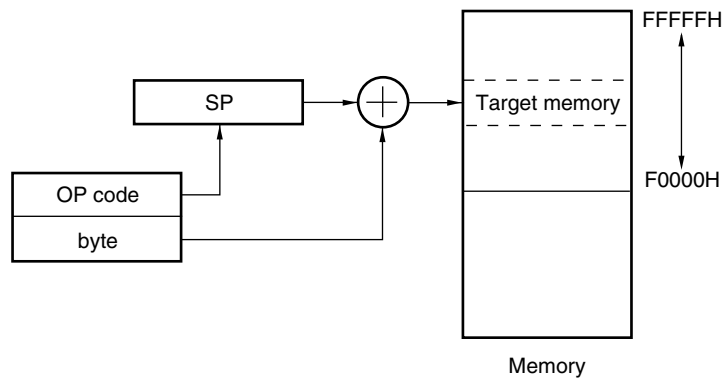 FFFFFH
SP
Target memory
F0000H
OP code
byte
Memory